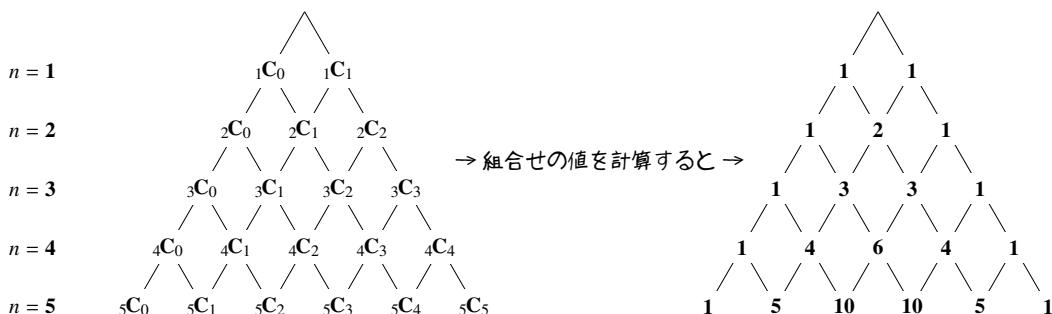 n = 1 ₁C₀ ₁C₁ 1 1
n = 2 ₂C₀ ₂C₁ ₂C₂ 1 2 1
→ 組合せの値を計算すると →
n = 3 ₃C₀ ₃C₁ ₃C₂ ₃C₃ 1 3 3 1
n = 4 ₄C₀ ₄C₁ ₄C₂ ₄C₃ ₄C₄ 1 4 6 4 1
n = 5 ₅C₀ ₅C₁ ₅C₂ ₅C₃ ₅C₄ ₅C₅ 1 5 10 10 5 1